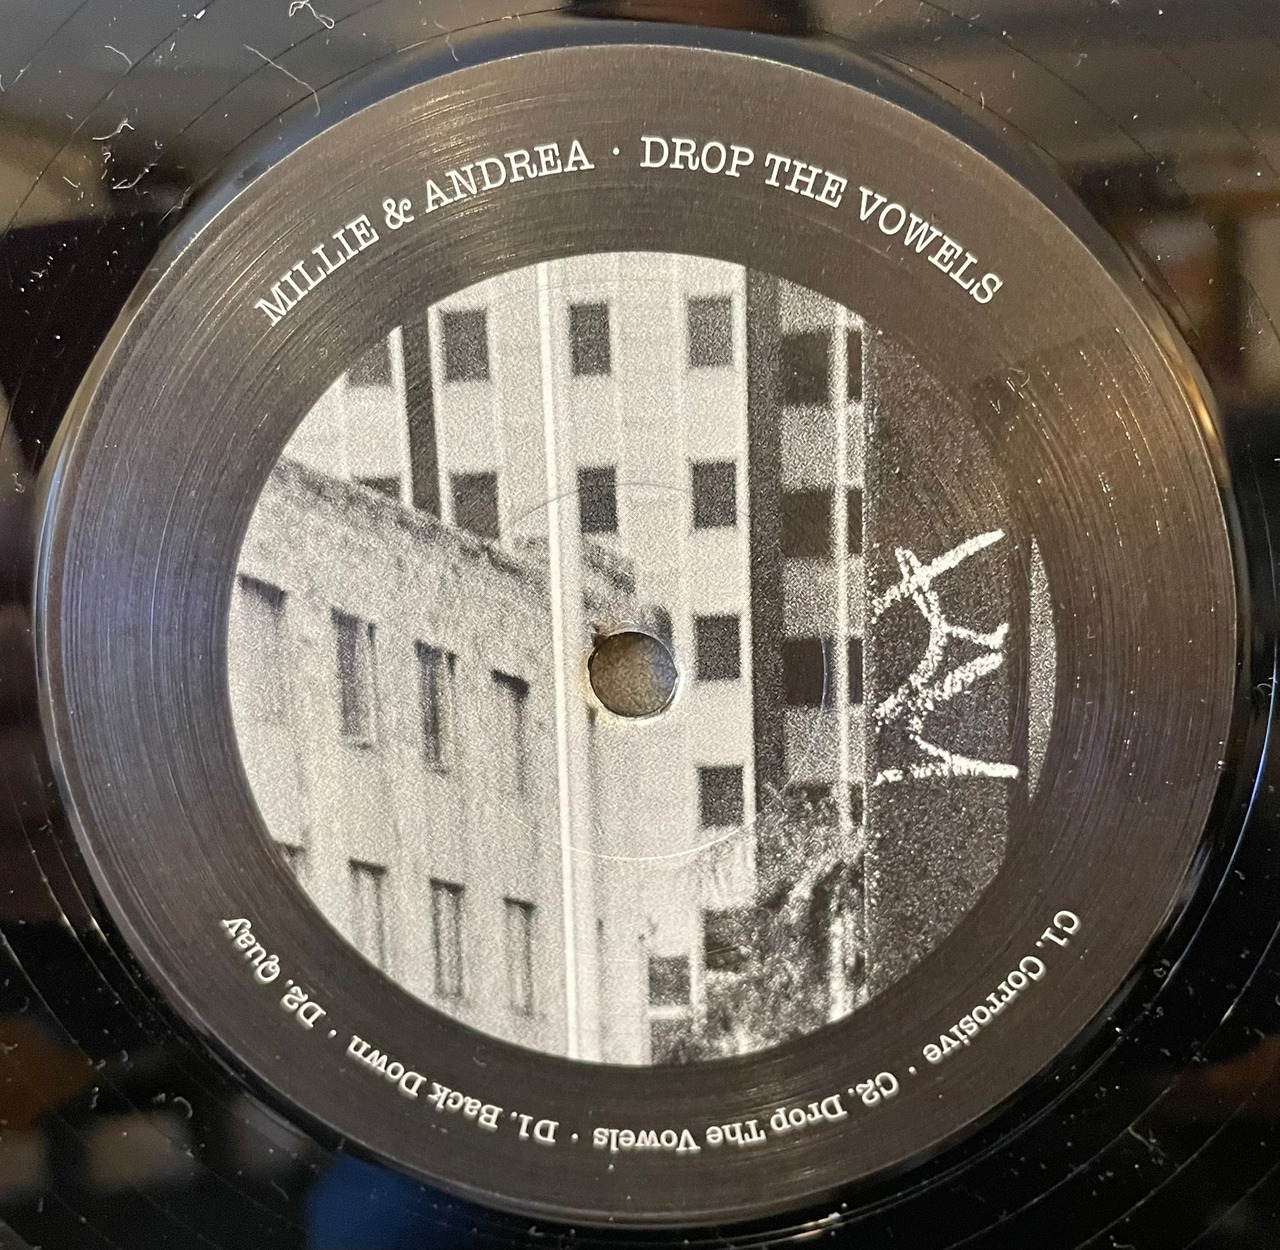 MILLIE & ANDREA · DROP THE VOWELS
C1. Corrosive · C2. Drop The Vowels · D1. Back Down · D2. Quay